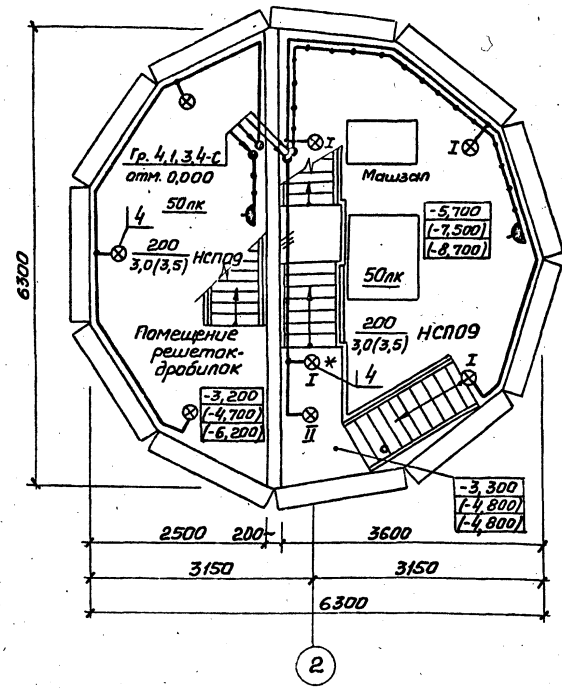 6300
Гр. 4.1, 3.4-С
отм. 0,000
50лк
4
200
3,0(3,5) НСП09
Помещение
решеток-
дробилок
-3,200
(-4,700)
(-6,200)
I
I
Машзал
-5,700
(-7,500)
(-8,700)
50лк
200
3,0(3,5) НСП09
I *
4
I
II
-3,300
(-4,800)
(-4,800)
2500 200 3600
3150 3150
6300
2